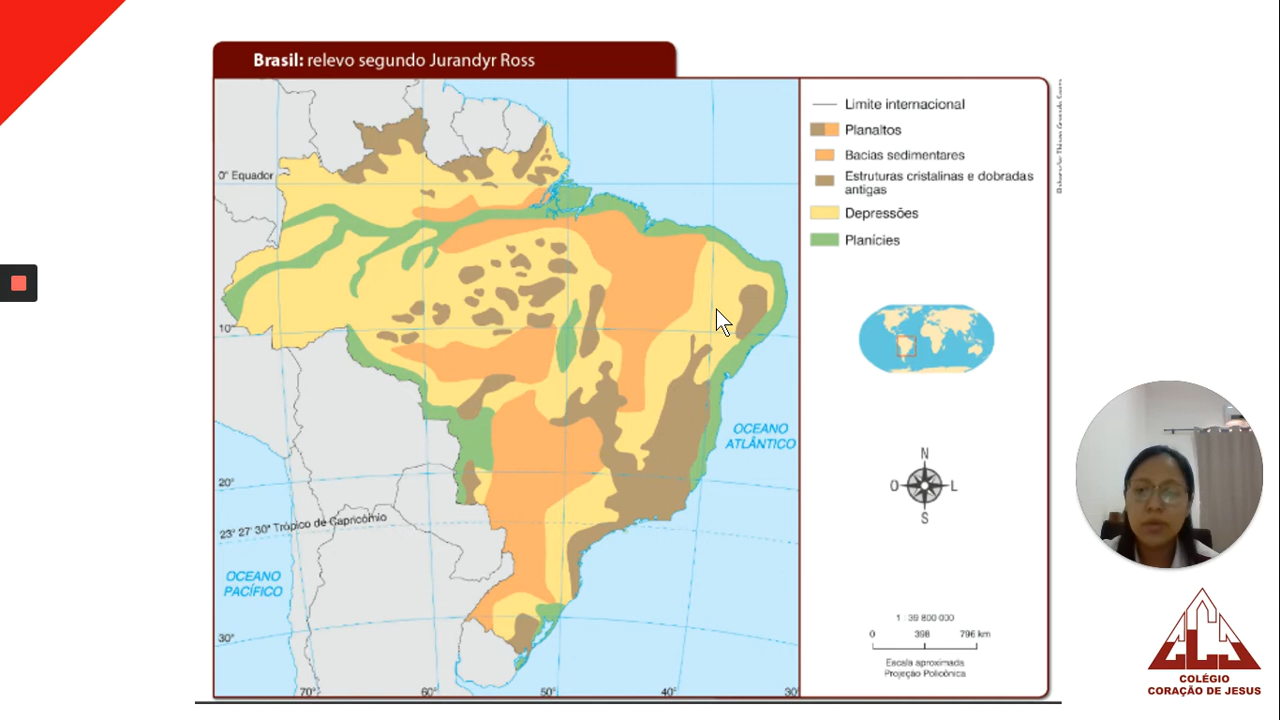 Brasil: relevo segundo Jurandyr Ross
Limite internacional
Planaltos
Bacias sedimentares
Estruturas cristalinas e dobradas
antigas
Depressões
Planícies
0° Equador
10°
20°
23° 27' 30" Trópico de Capricórnio
30°
OCEANO
PACÍFICO
OCEANO
ATLÂNTICO
70°
60°
50°
40°
30°
N
O
L
S
1 : 39 800 000
0 398 796 km
Escala aproximada
Projeção Policônica
COLÉGIO
CORAÇÃO DE JESUS